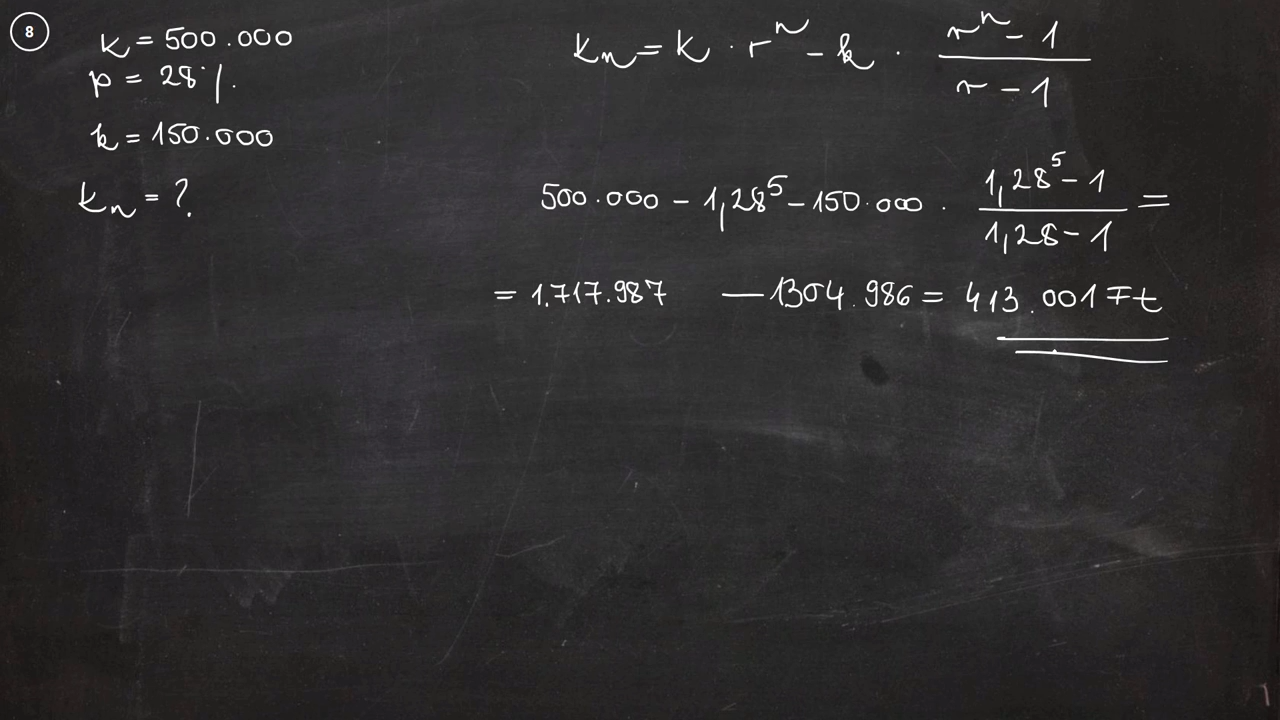 8
K = 500.000
p = 28%.
k = 150.000
Kn = ?
Kn = K · r^n - k · (r^n - 1)/(r - 1)
500.000 - 1,28^5 - 150.000 · (1,28^5 - 1)/(1,28 - 1) =
= 1.717.987 — 1304.986 = 413.001 Ft